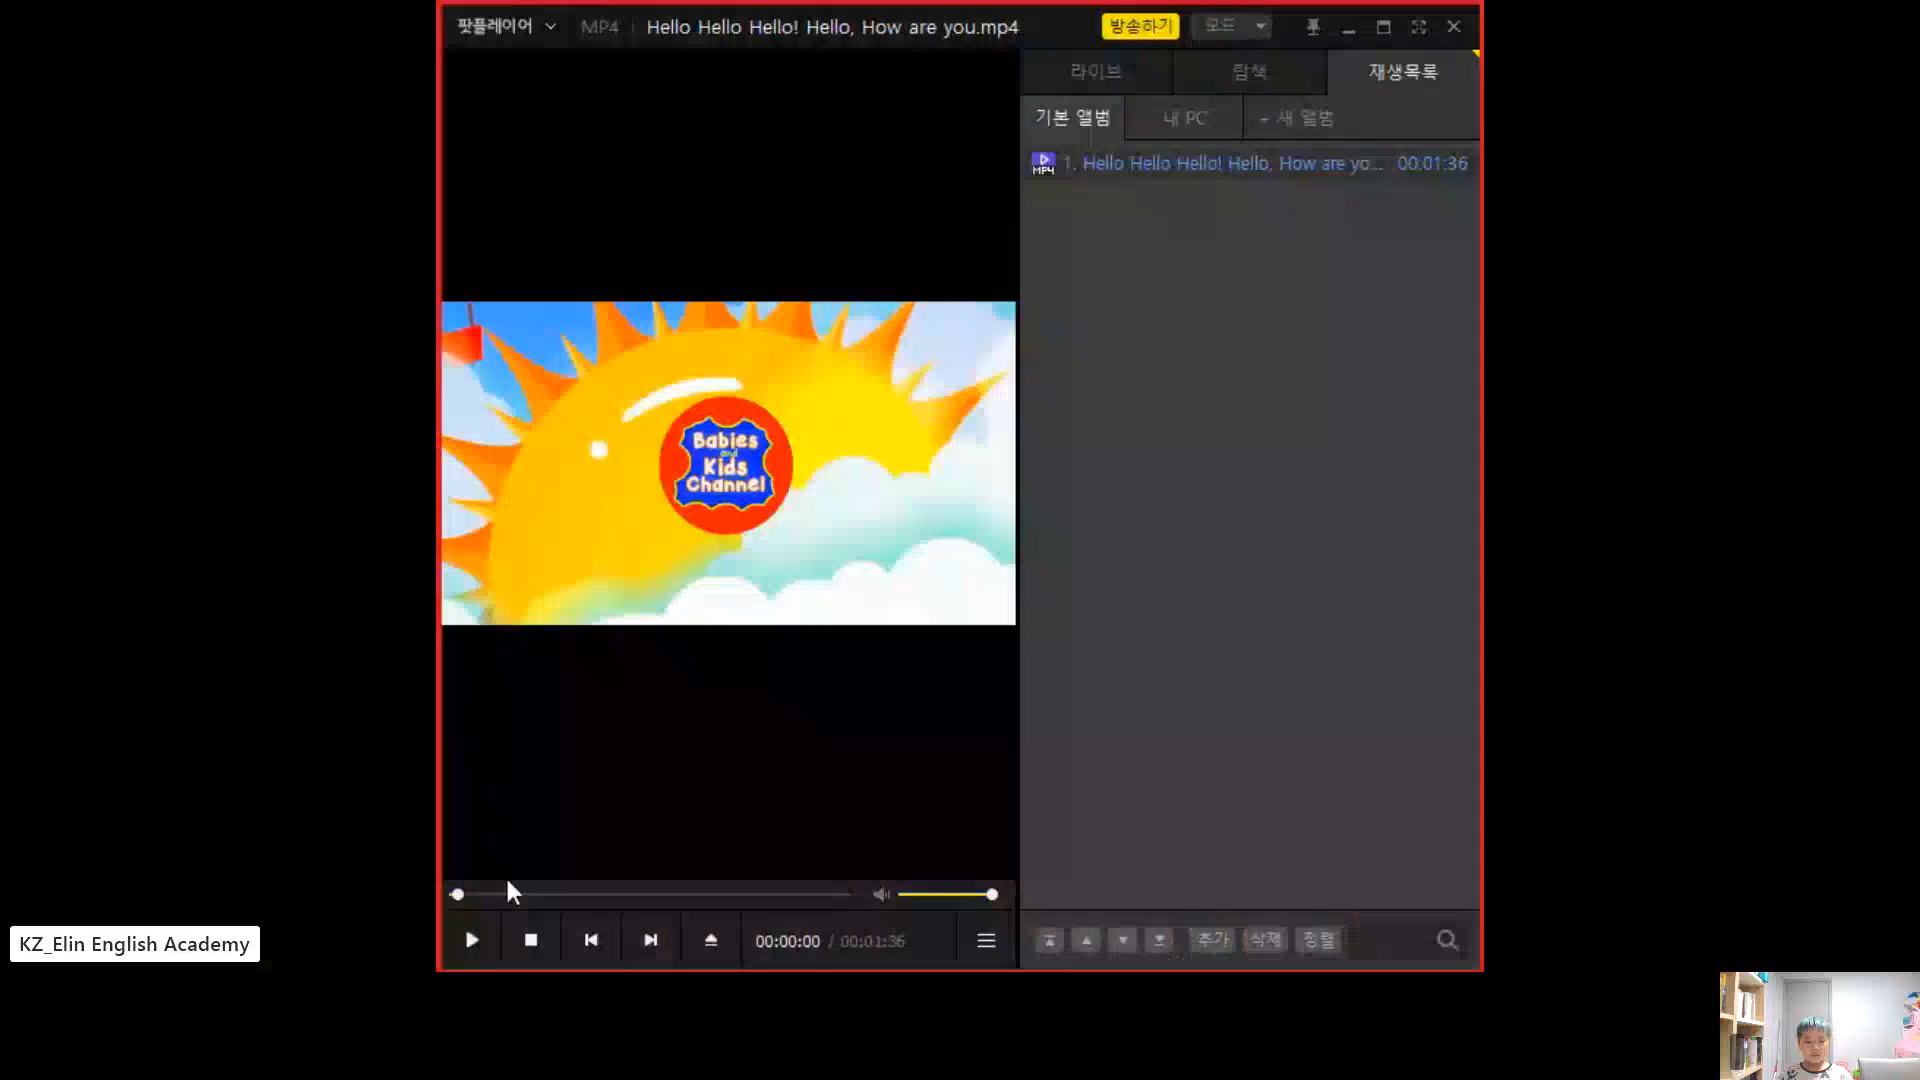 팟플레이어 MP4 Hello Hello Hello! Hello, How are you.mp4 방송하기 모드
라이브 탐색 재생목록
기본 앨범 내 PC + 새 앨범
MP4 1. Hello Hello Hello! Hello, How are yo... 00:01:36
Babies
and
Kids
Channel
00:00:00 / 00:01:36
추가 삭제 정렬
KZ_Elin English Academy